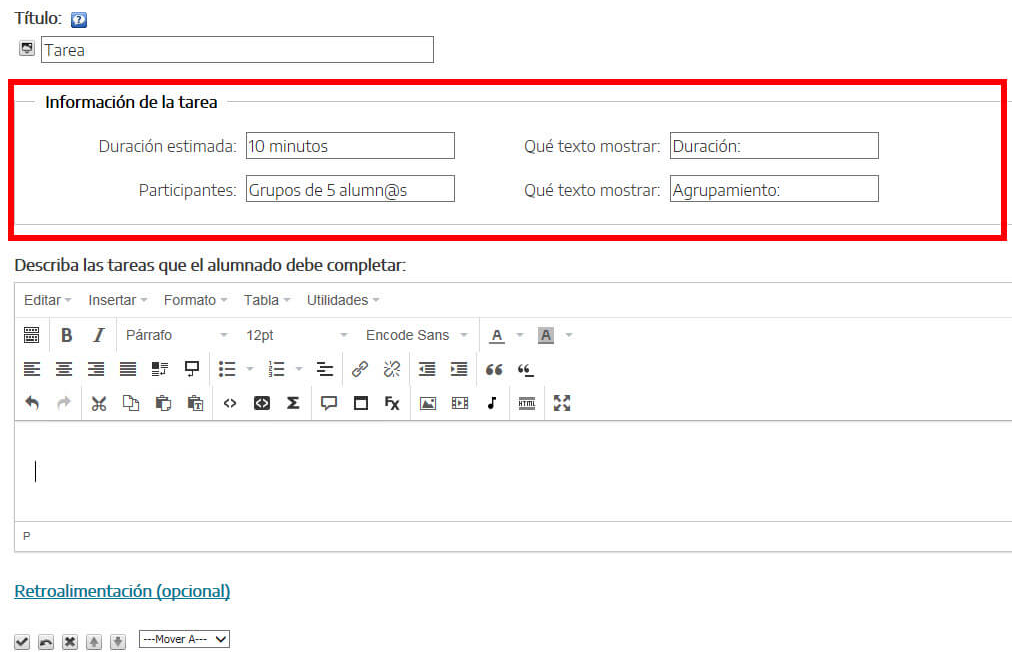 Título: ?
Tarea
Información de la tarea
Duración estimada: 10 minutos Qué texto mostrar: Duración:
Participantes: Grupos de 5 alumn@s Qué texto mostrar: Agrupamiento:
Describa las tareas que el alumnado debe completar:
Editar Insertar Formato Tabla Utilidades
B I Párrafo 12pt Encode Sans A A
Σ Fx HTML
P
Retroalimentación (opcional)
---Mover A---